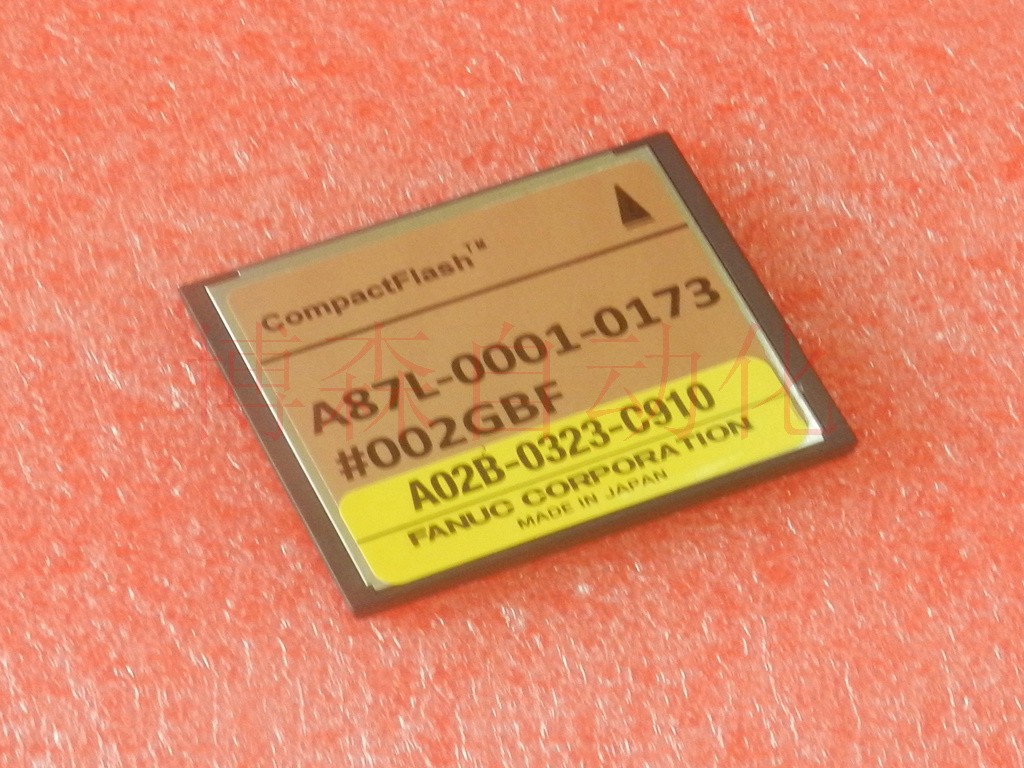 CompactFlash™
A87L-0001-0173
#002GBF
A02B-0323-C910
FANUC CORPORATION
MADE IN JAPAN
博森自动化